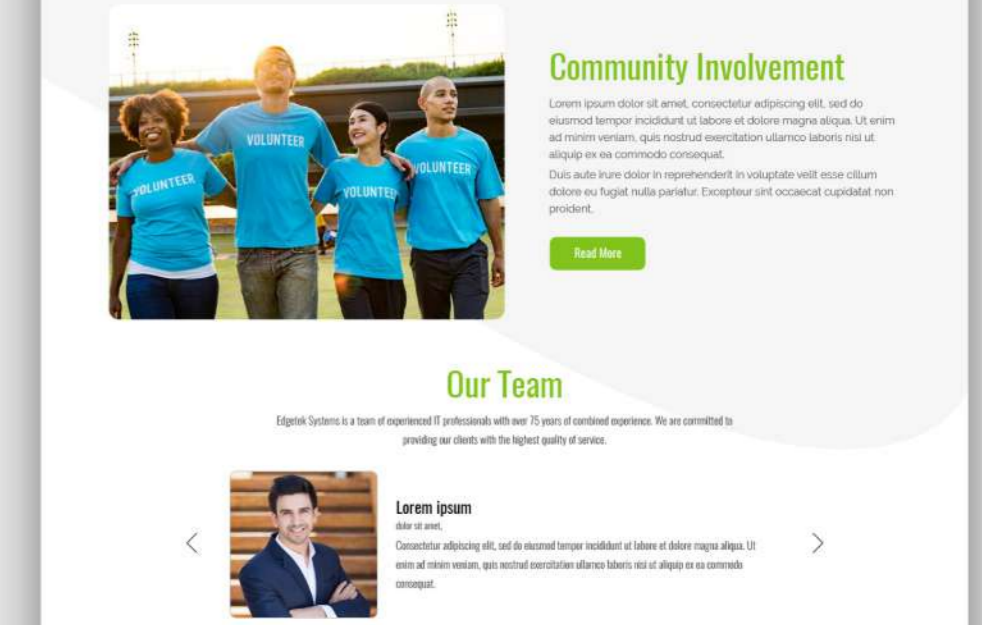 VOLUNTEER
VOLUNTEER
VOLUNTEER
VOLUNTEER
Community Involvement
Lorem ipsum dolor sit amet, consectetur adipiscing elit, sed do
eiusmod tempor incididunt ut labore et dolore magna aliqua. Ut enim
ad minim veniam, quis nostrud exercitation ullamco laboris nisi ut
aliquip ex ea commodo consequat.
Duis aute irure dolor in reprehenderit in voluptate velit esse cillum
dolore eu fugiat nulla pariatur. Excepteur sint occaecat cupidatat non
proident,
Read More
Our Team
Edgetek Systems is a team of experienced IT professionals with over 75 years of combined experience. We are committed to
providing our clients with the highest quality of service.
Lorem ipsum
dolor sit amet,
Consectetur adipiscing elit, sed do eiusmod tempor incididunt ut labore et dolore magna aliqua. Ut
enim ad minim veniam, quis nostrud exercitation ullamco laboris nisi ut aliquip ex ea commodo
consequat.